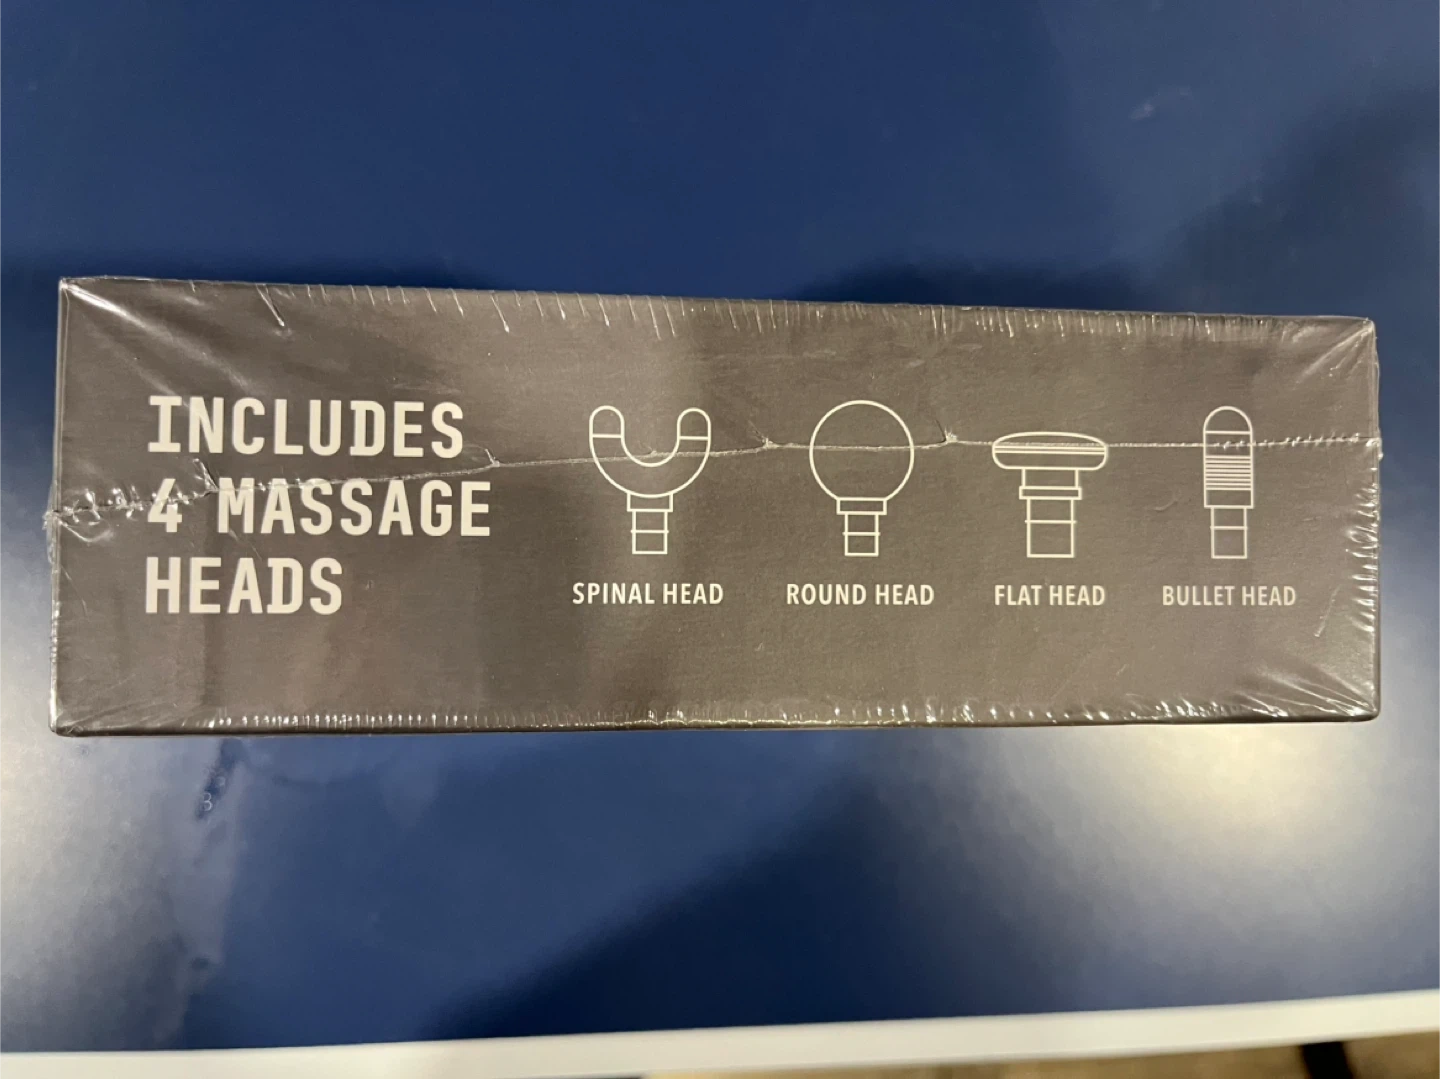 INCLUDES
4 MASSAGE
HEADS
SPINAL HEAD
ROUND HEAD
FLAT HEAD
BULLET HEAD